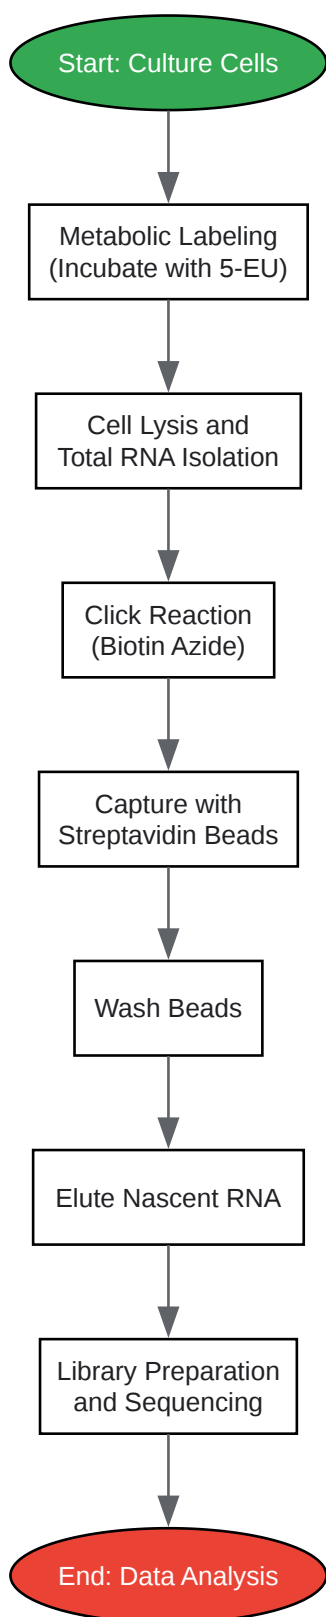 Start: Culture Cells
Metabolic Labeling
(Incubate with 5-EU)
Cell Lysis and
Total RNA Isolation
Click Reaction
(Biotin Azide)
Capture with
Streptavidin Beads
Wash Beads
Elute Nascent RNA
Library Preparation
and Sequencing
End: Data Analysis